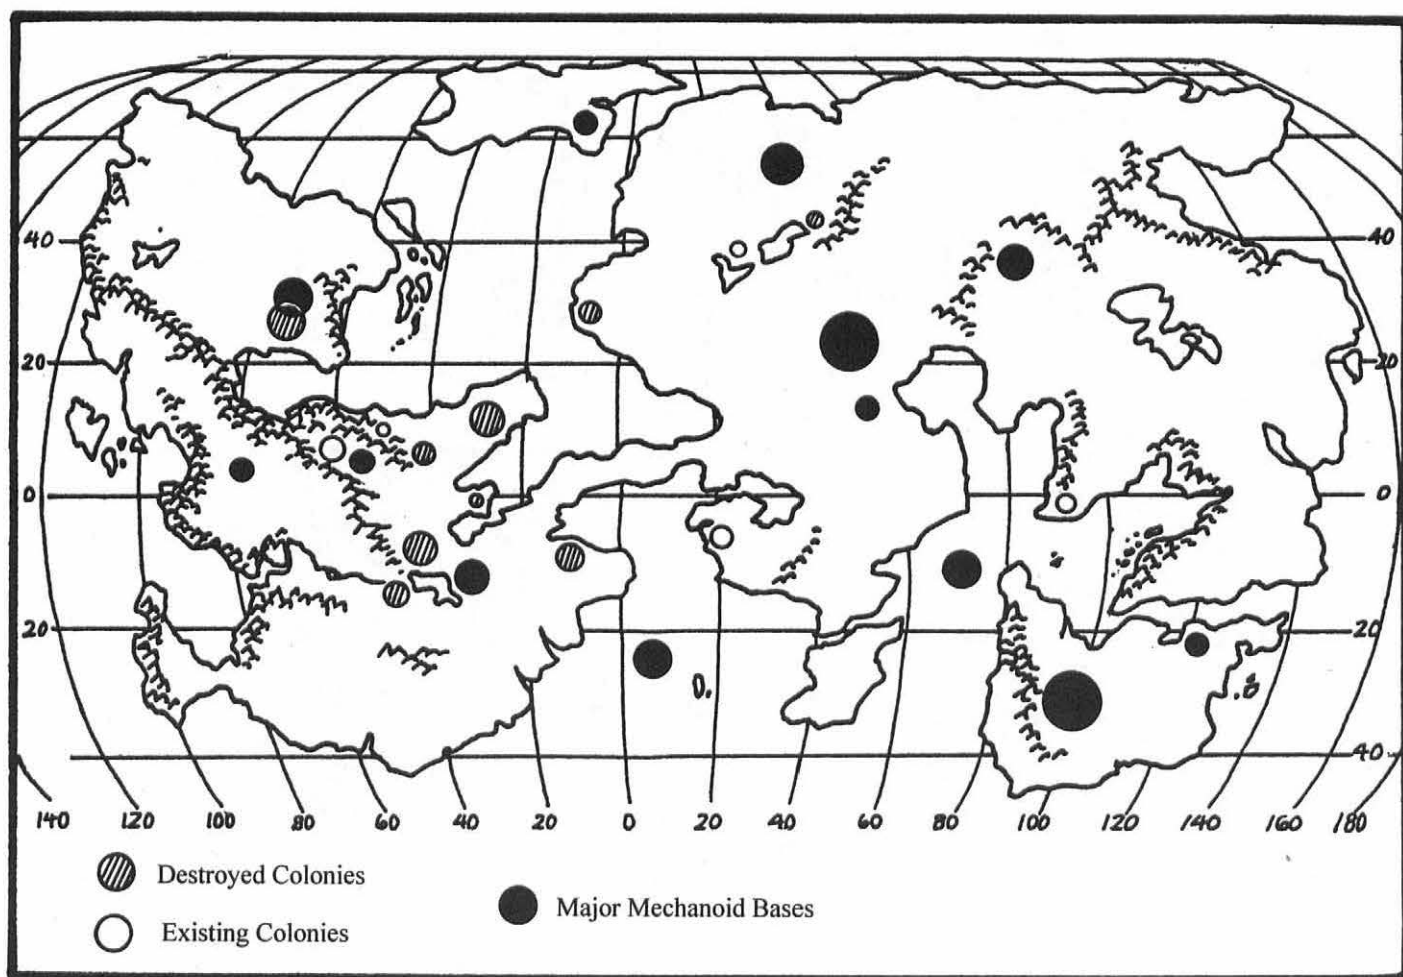 40 40
20 20
0 0
20 20
40
140 120 100 80 60 40 20 0 20 40 60 80 100 120 140 160 180
Destroyed Colonies
Existing Colonies
Major Mechanoid Bases